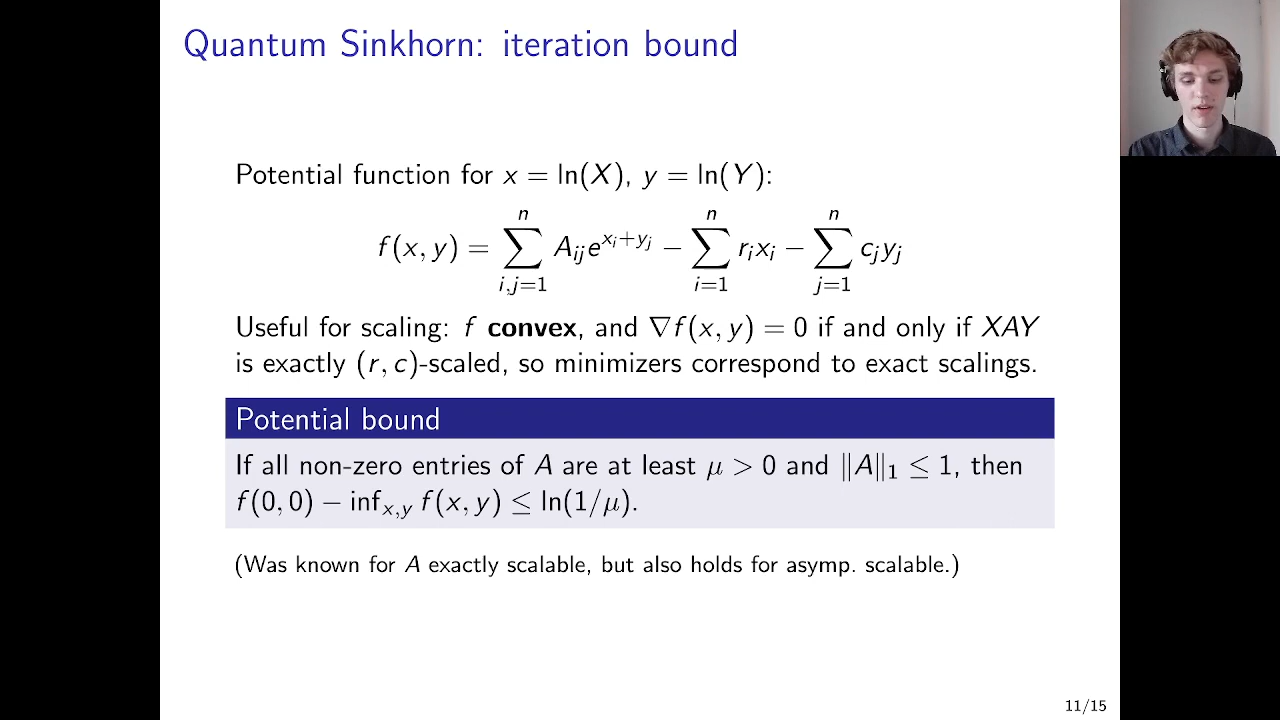 Quantum Sinkhorn: iteration bound
Potential function for x = ln(X), y = ln(Y):
f(x, y) = ∑_{i,j=1}^{n} A_{ij}e^{x_i+y_j} − ∑_{i=1}^{n} r_i x_i − ∑_{j=1}^{n} c_j y_j
Useful for scaling: f convex, and ∇f(x, y) = 0 if and only if XAY
is exactly (r, c)-scaled, so minimizers correspond to exact scalings.
Potential bound
If all non-zero entries of A are at least μ > 0 and ‖A‖₁ ≤ 1, then
f(0, 0) − inf_{x,y} f(x, y) ≤ ln(1/μ).
(Was known for A exactly scalable, but also holds for asymp. scalable.)
11/15